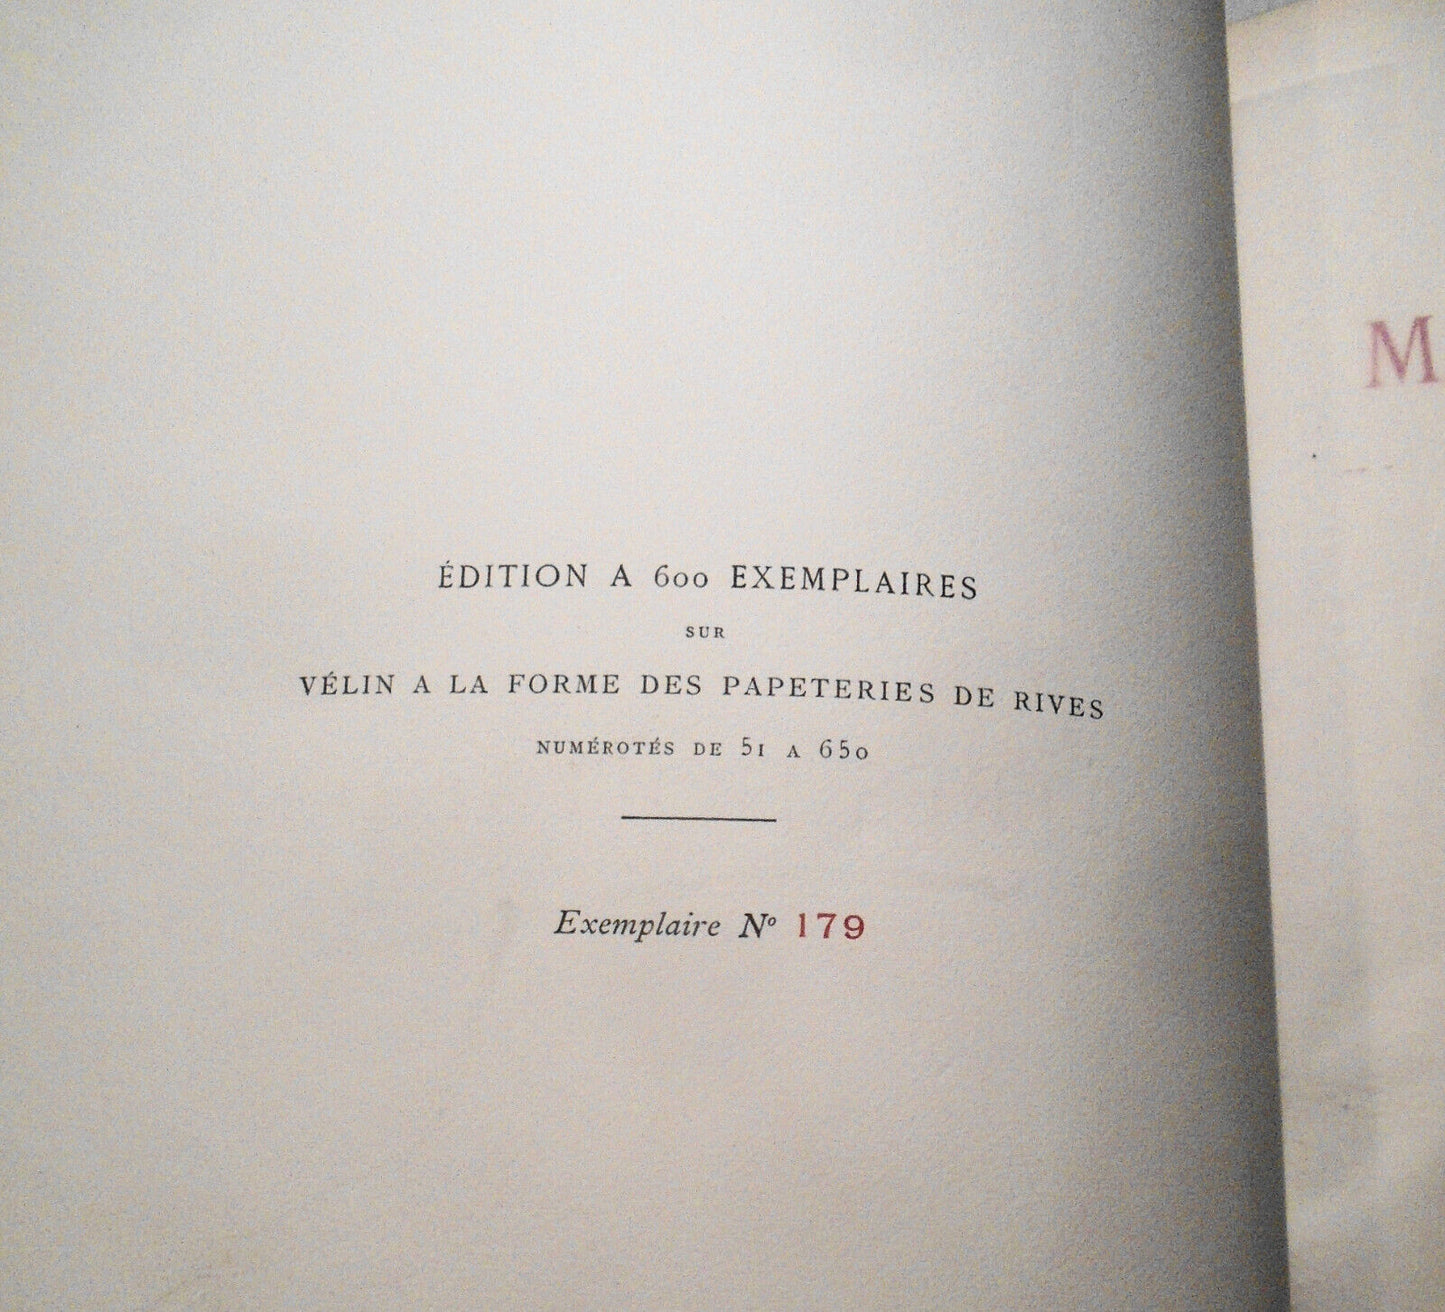 ÉDITION A 600 EXEMPLAIRES
SUR
VÉLIN A LA FORME DES PAPETERIES DE RIVES
NUMÉROTÉS DE 51 A 650
Exemplaire Nº 179
M